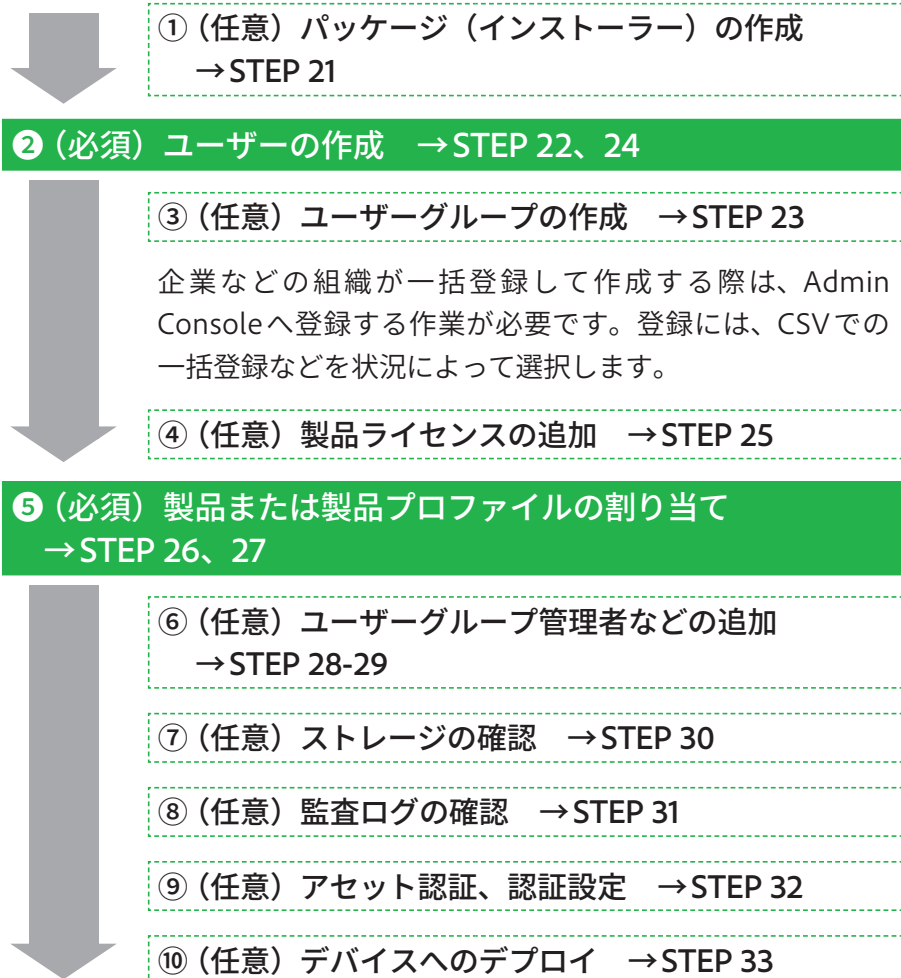 ①（任意）パッケージ（インストーラー）の作成
→STEP 21
❷（必須）ユーザーの作成　→STEP 22、24
③（任意）ユーザーグループの作成　→STEP 23
企業などの組織が一括登録して作成する際は、Admin
Consoleへ登録する作業が必要です。登録には、CSVでの
一括登録などを状況によって選択します。
④（任意）製品ライセンスの追加　→STEP 25
❺（必須）製品または製品プロファイルの割り当て
→STEP 26、27
⑥（任意）ユーザーグループ管理者などの追加
→STEP 28-29
⑦（任意）ストレージの確認　→STEP 30
⑧（任意）監査ログの確認　→STEP 31
⑨（任意）アセット認証、認証設定　→STEP 32
⑩（任意）デバイスへのデプロイ　→STEP 33